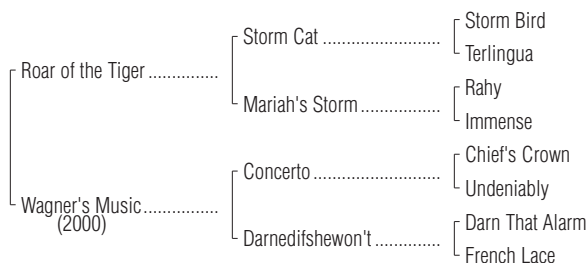 Storm Bird
Storm Cat ........................
Terlingua
Roar of the Tiger ..............
Rahy
Mariah's Storm ................
Immense
Chief's Crown
Concerto ..........................
Undeniably
Wagner's Music ...............
(2000)
Darn That Alarm
Darnedifshewon't .............
French Lace